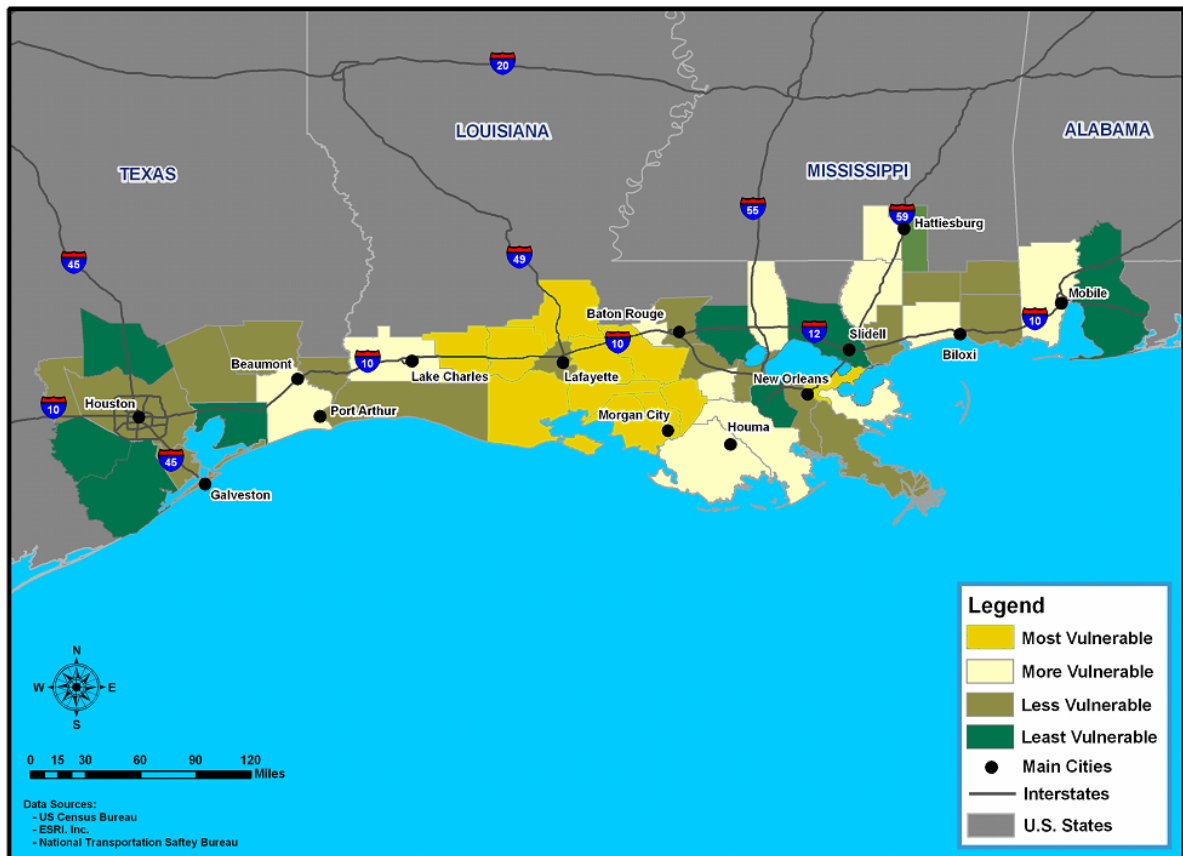 20
LOUISIANA
ALABAMA
TEXAS
MISSISSIPPI
55
59
Hattiesburg
45
49
Mobile
Baton Rouge
10
12
Slidell
10
Beaumont
10
Biloxi
Lake Charles
Lafayette
New Orleans
10
Houston
Port Arthur
Morgan City
Houma
45
Galveston
Legend
Most Vulnerable
More Vulnerable
Less Vulnerable
Least Vulnerable
Main Cities
Interstates
U.S. States
N
W E
S
0 15 30 60 90 120
Miles
Data Sources:
- US Census Bureau
- ESRI. Inc.
- National Transportation Saftey Bureau